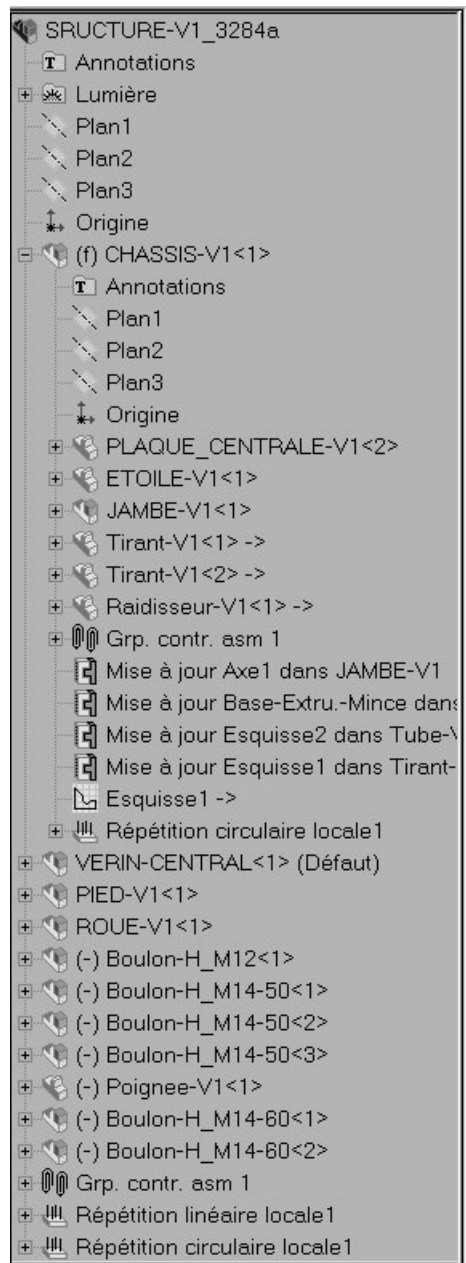 SRUCTURE-V1_3284a
Annotations
Lumière
Plan1
Plan2
Plan3
Origine
(f) CHASSIS-V1<1>
Annotations
Plan1
Plan2
Plan3
Origine
PLAQUE_CENTRALE-V1<2>
ETOILE-V1<1>
JAMBE-V1<1>
Tirant-V1<1> ->
Tirant-V1<2> ->
Raidisseur-V1<1> ->
Grp. contr. asm 1
Mise à jour Axe1 dans JAMBE-V1
Mise à jour Base-Extru.-Mince dans
Mise à jour Esquisse2 dans Tube-V
Mise à jour Esquisse1 dans Tirant-
Esquisse1 ->
Répétition circulaire locale1
VERIN-CENTRAL<1> (Défaut)
PIED-V1<1>
ROUE-V1<1>
(-) Boulon-H_M12<1>
(-) Boulon-H_M14-50<1>
(-) Boulon-H_M14-50<2>
(-) Boulon-H_M14-50<3>
(-) Poignee-V1<1>
(-) Boulon-H_M14-60<1>
(-) Boulon-H_M14-60<2>
Grp. contr. asm 1
Répétition linéaire locale1
Répétition circulaire locale1